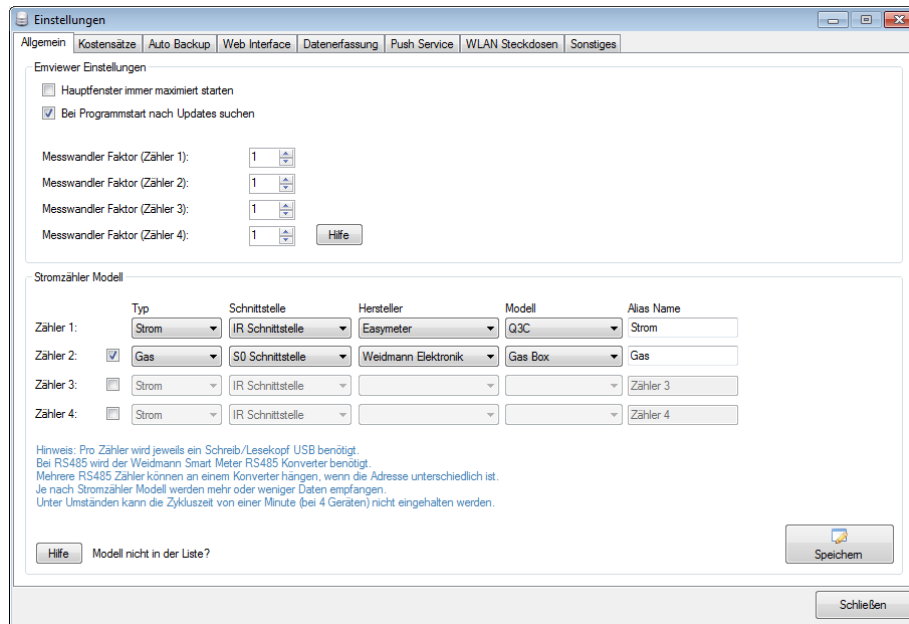 Einstellungen
Allgemein Kostensätze Auto Backup Web Interface Datenerfassung Push Service WLAN Steckdosen Sonstiges
Emviewer Einstellungen
Hauptfenster immer maximiert starten
Bei Programmstart nach Updates suchen
Messwandler Faktor (Zähler 1): 1
Messwandler Faktor (Zähler 2): 1
Messwandler Faktor (Zähler 3): 1
Messwandler Faktor (Zähler 4): 1 Hilfe
Stromzähler Modell
Typ Schnittstelle Hersteller Modell Alias Name
Zähler 1: Strom IR Schnittstelle Easymeter Q3C Strom
Zähler 2: Gas S0 Schnittstelle Weidmann Elektronik Gas Box Gas
Zähler 3: Strom IR Schnittstelle Zähler 3
Zähler 4: Strom IR Schnittstelle Zähler 4
Hinweis: Pro Zähler wird jeweils ein Schreib/Lesekopf USB benötigt.
Bei RS485 wird der Weidmann Smart Meter RS485 Konverter benötigt.
Mehrere RS485 Zähler können an einem Konverter hängen, wenn die Adresse unterschiedlich ist.
Je nach Stromzähler Modell werden mehr oder weniger Daten empfangen.
Unter Umständen kann die Zykluszeit von einer Minute (bei 4 Geräten) nicht eingehalten werden.
Hilfe Modell nicht in der Liste? Speichern
Schließen